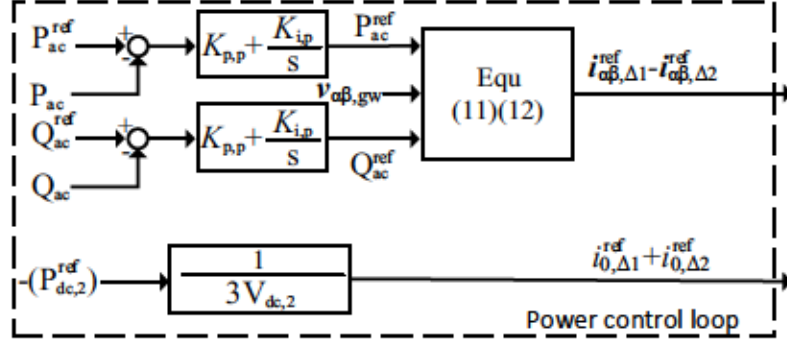 P_ac^ref + - K_p,p + K_i,p / s P_ac^ref
P_ac
v_αβ,gw Equ (11)(12) i_αβ,Δ1^ref - i_αβ,Δ2^ref
Q_ac^ref + - K_p,p + K_i,p / s Q_ac^ref
Q_ac
-(P_dc,2^ref) 1 / 3V_dc,2 i_0,Δ1^ref + i_0,Δ2^ref
Power control loop